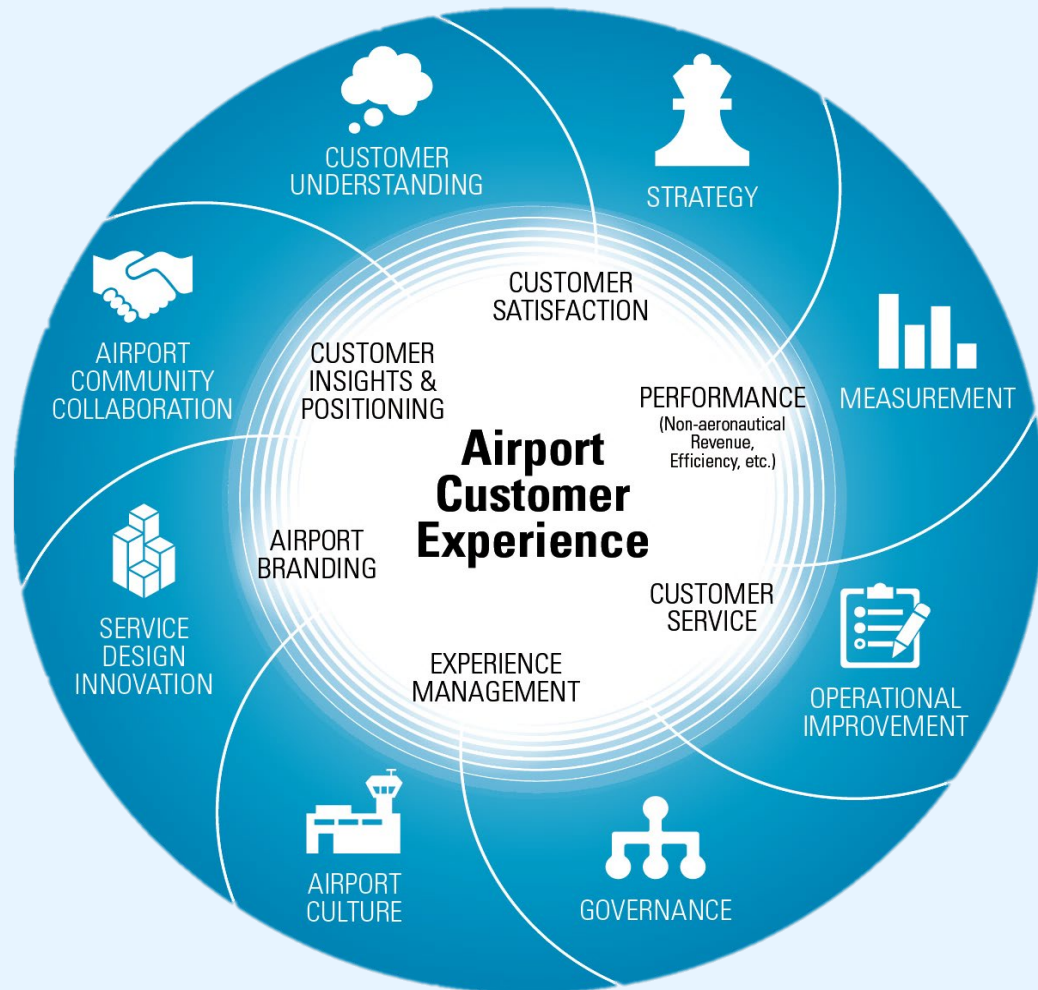 CUSTOMER
UNDERSTANDING
STRATEGY
MEASUREMENT
OPERATIONAL
IMPROVEMENT
GOVERNANCE
AIRPORT
CULTURE
SERVICE
DESIGN
INNOVATION
AIRPORT
COMMUNITY
COLLABORATION
CUSTOMER
SATISFACTION
PERFORMANCE
(Non-aeronautical
Revenue,
Efficiency, etc.)
CUSTOMER
SERVICE
EXPERIENCE
MANAGEMENT
AIRPORT
BRANDING
CUSTOMER
INSIGHTS &
POSITIONING
Airport
Customer
Experience